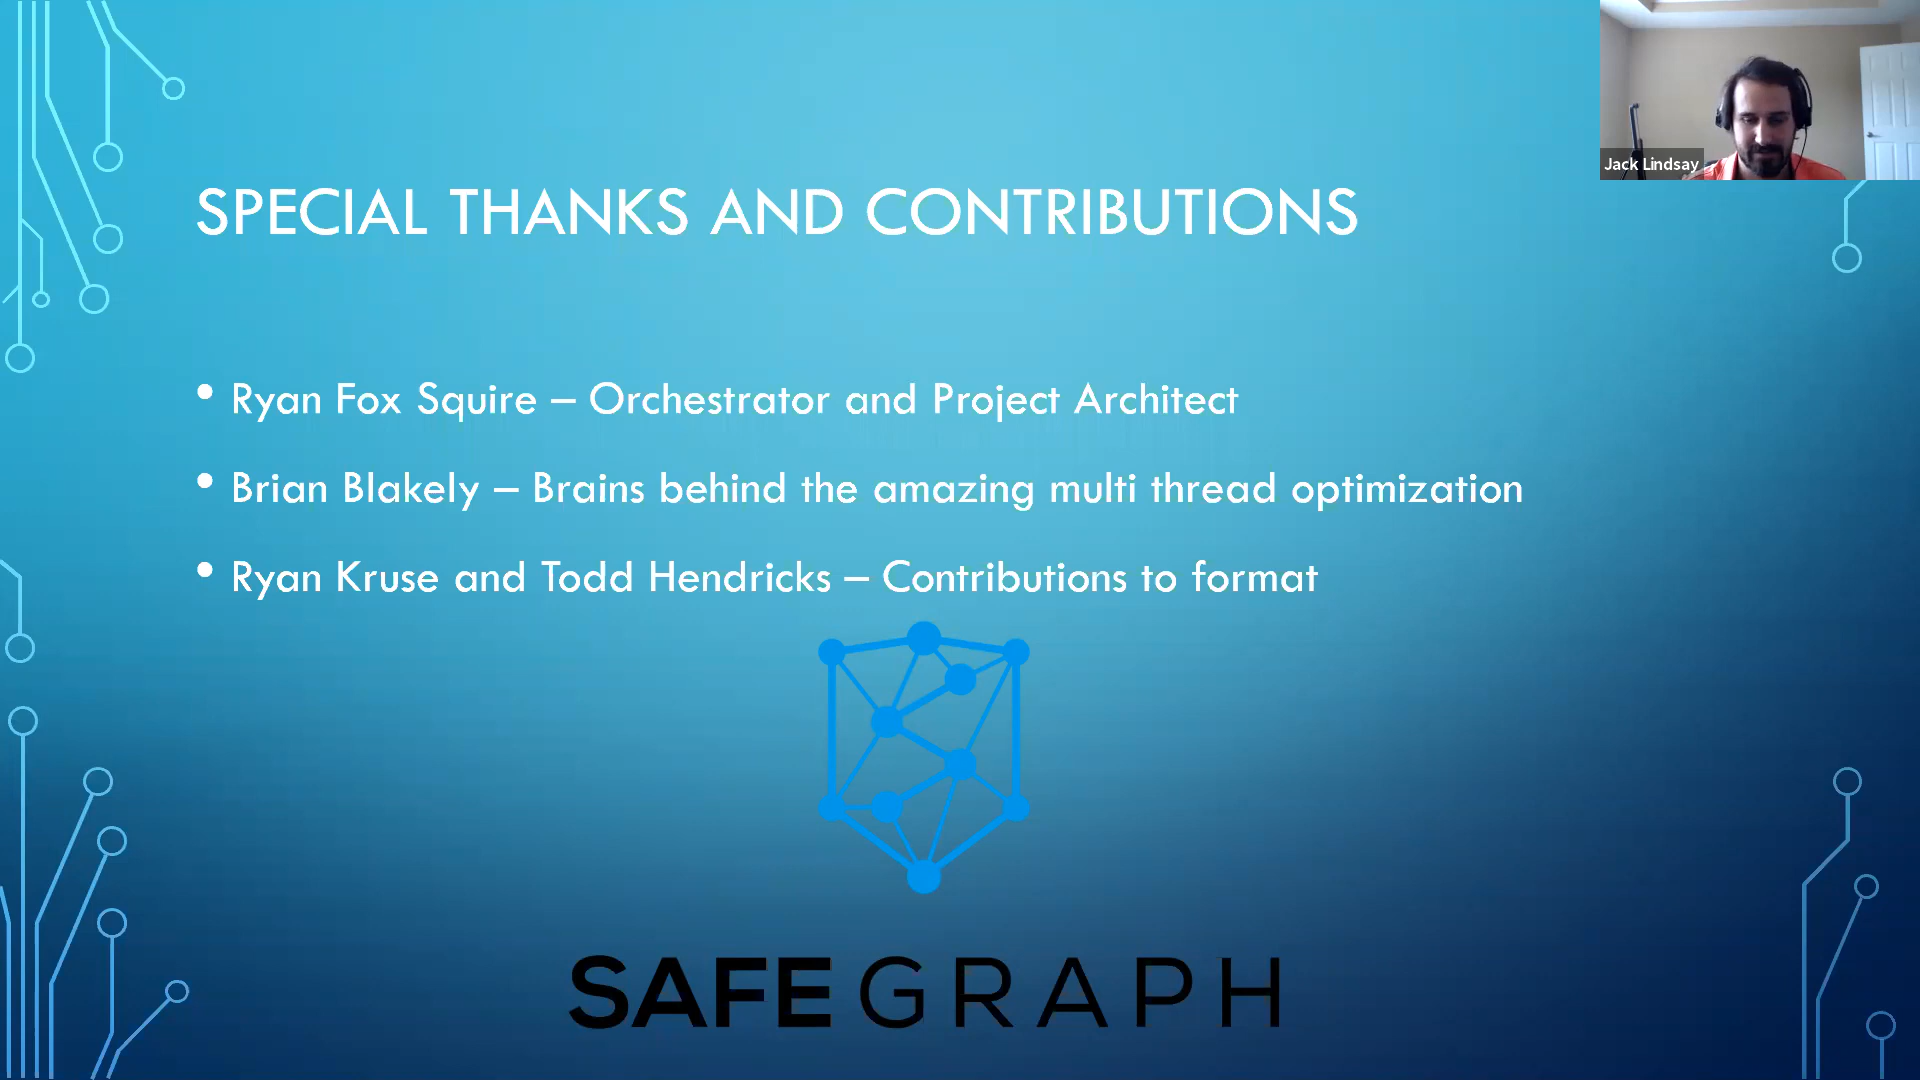 Jack Lindsay
SPECIAL THANKS AND CONTRIBUTIONS
• Ryan Fox Squire – Orchestrator and Project Architect
• Brian Blakely – Brains behind the amazing multi thread optimization
• Ryan Kruse and Todd Hendricks – Contributions to format
SAFEGRAPH